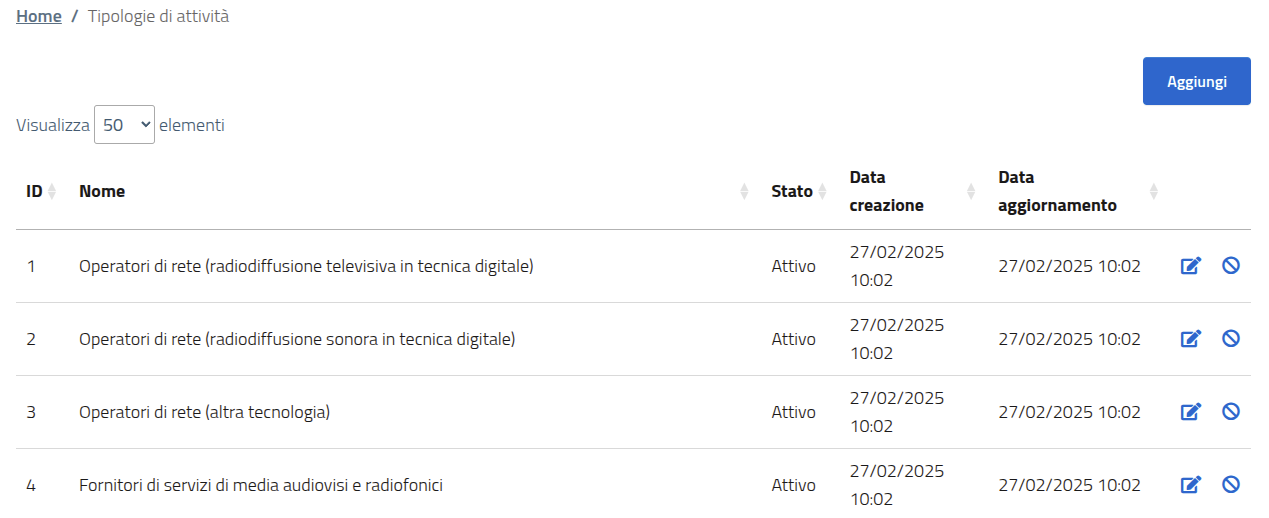 Home / Tipologie di attività
Aggiungi
Visualizza 50 elementi
ID Nome Stato Data creazione Data aggiornamento
1 Operatori di rete (radiodiffusione televisiva in tecnica digitale) Attivo 27/02/2025 10:02 27/02/2025 10:02
2 Operatori di rete (radiodiffusione sonora in tecnica digitale) Attivo 27/02/2025 10:02 27/02/2025 10:02
3 Operatori di rete (altra tecnologia) Attivo 27/02/2025 10:02 27/02/2025 10:02
4 Fornitori di servizi di media audiovisi e radiofonici Attivo 27/02/2025 10:02 27/02/2025 10:02